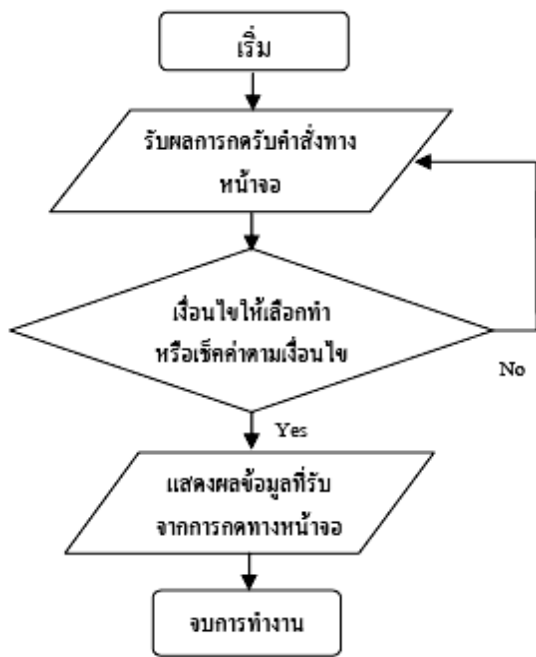 เริ่ม
รับผลการกดรับคำสั่งทาง
หน้าจอ
เงื่อนไขให้เลือกทำ
หรือเช็คค่าตามเงื่อนไข
No
Yes
แสดงผลข้อมูลที่รับ
จากการกดทางหน้าจอ
จบการทำงาน